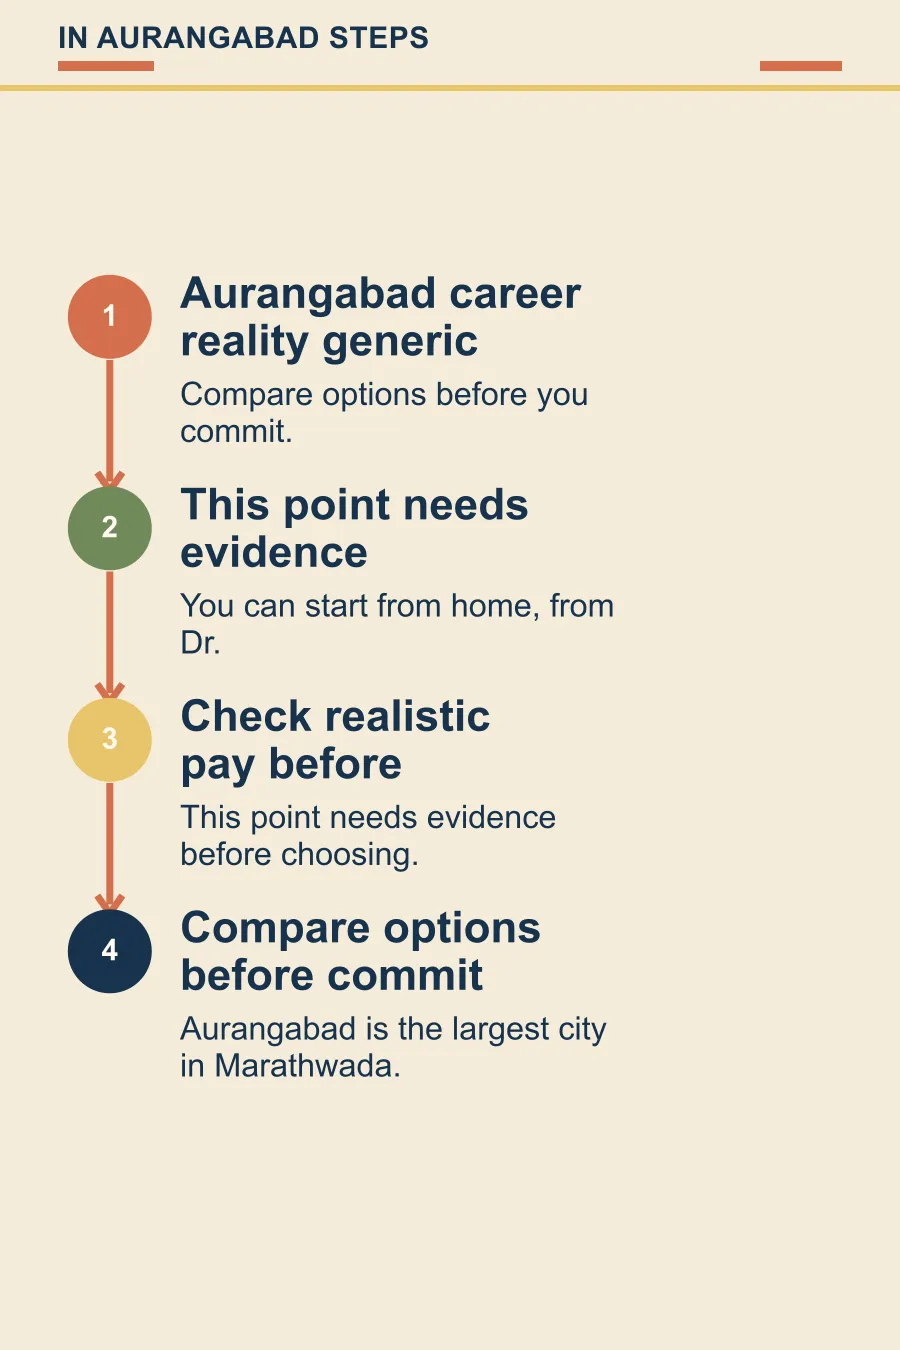 IN AURANGABAD STEPS
1
Aurangabad career
reality generic
Compare options before you
commit.
2
This point needs
evidence
You can start from home, from
Dr.
3
Check realistic
pay before
This point needs evidence
before choosing.
4
Compare options
before commit
Aurangabad is the largest city
in Marathwada.